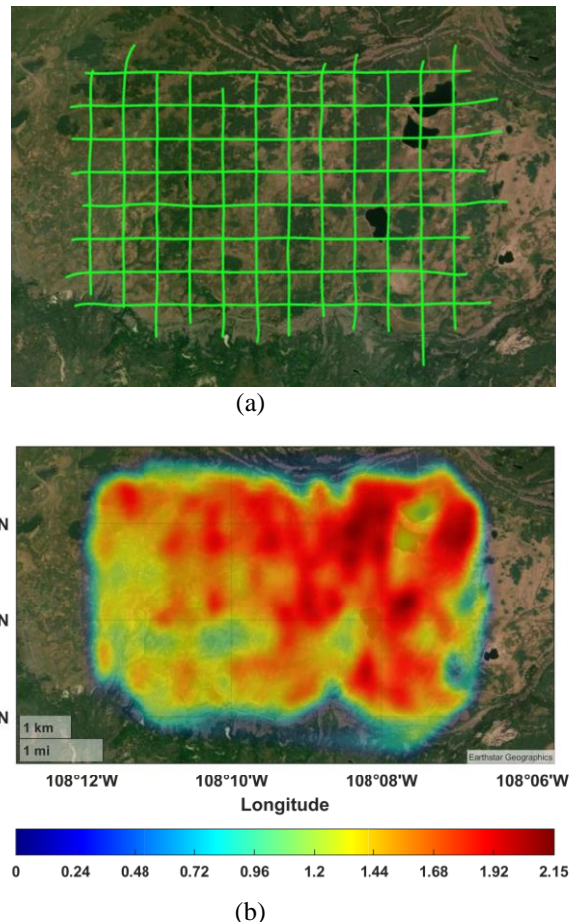 (a)
N
N
N
1 km
1 mi
Earthstar Geographics
108°12'W 108°10'W 108°08'W 108°06'W
Longitude
0 0.24 0.48 0.72 0.96 1.2 1.44 1.68 1.92 2.15
(b)